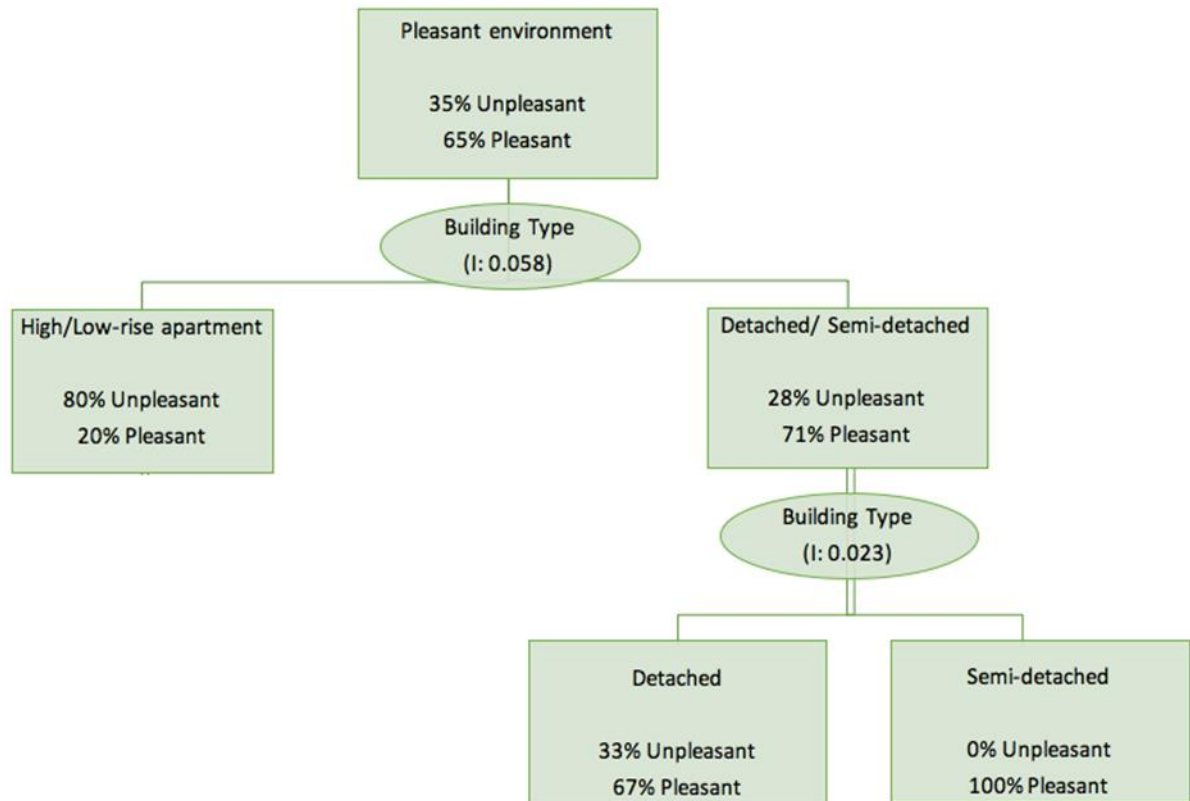 Pleasant environment
35% Unpleasant
65% Pleasant
Building Type
(I: 0.058)
High/Low-rise apartment
80% Unpleasant
20% Pleasant
Detached/ Semi-detached
28% Unpleasant
71% Pleasant
Building Type
(I: 0.023)
Detached
33% Unpleasant
67% Pleasant
Semi-detached
0% Unpleasant
100% Pleasant